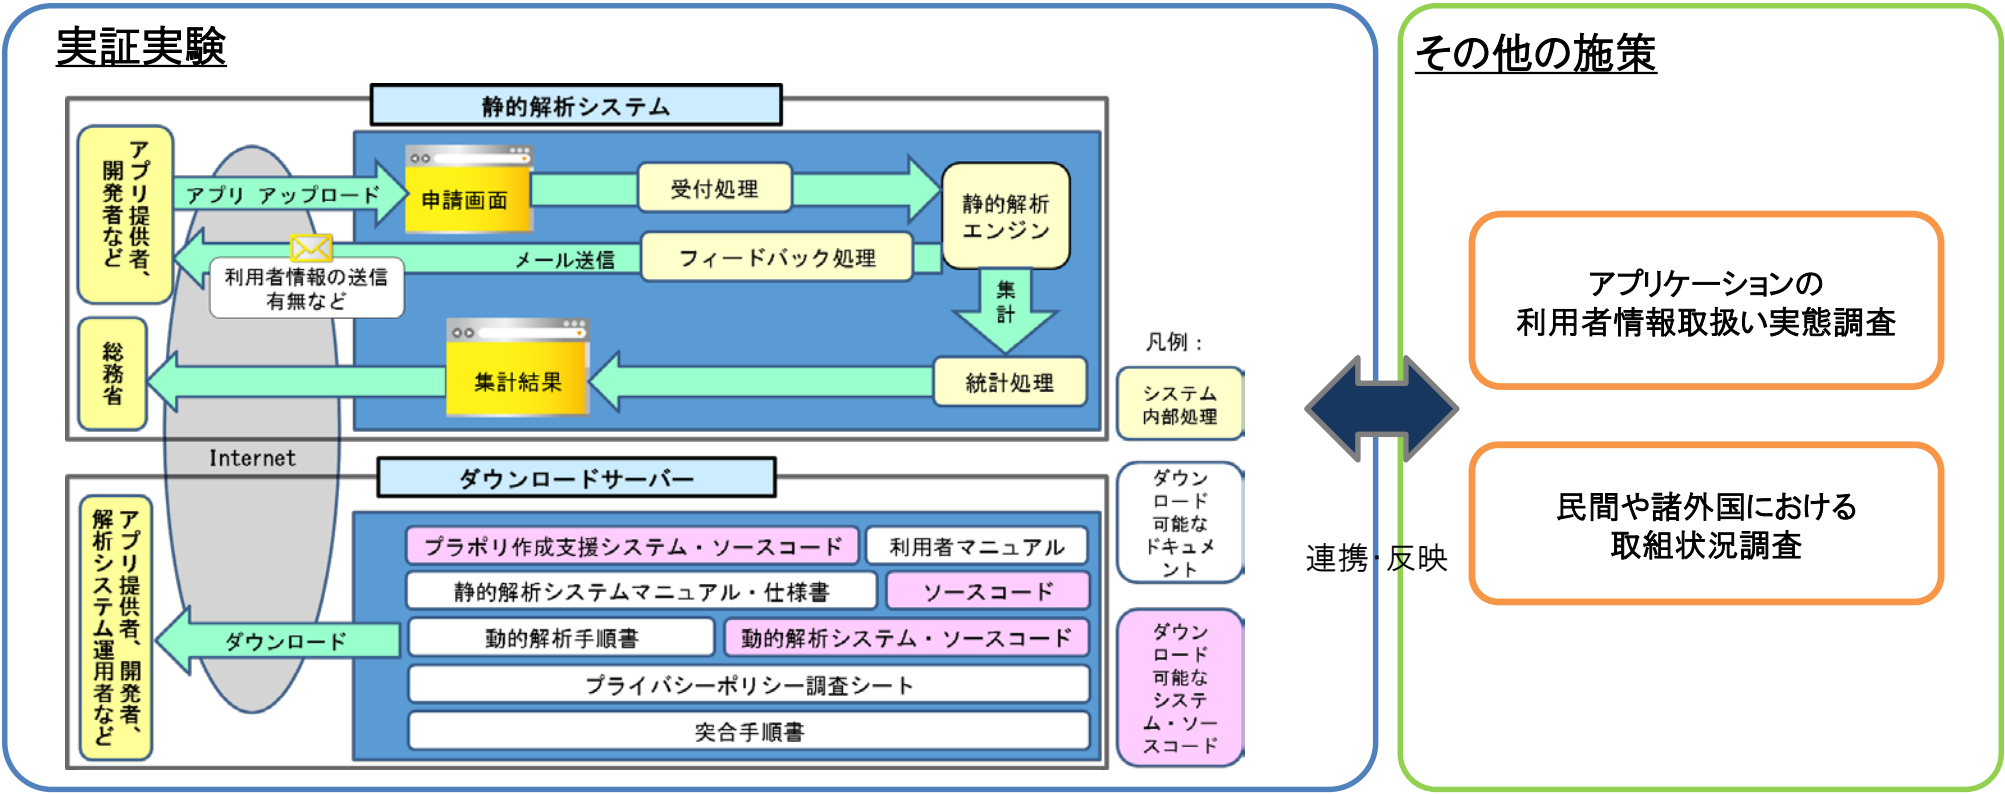 実証実験
静的解析システム
アプリ提供者、
開発者など
アプリ アップロード
申請画面
受付処理
静的解析
エンジン
フィードバック処理
メール送信
利用者情報の送信
有無など
集
計
統計処理
集計結果
総務省
Internet
ダウンロードサーバー
アプリ提供者、開発者、
解析システム運用者など
ダウンロード
プラポリ作成支援システム・ソースコード
利用者マニュアル
静的解析システムマニュアル・仕様書
ソースコード
動的解析手順書
動的解析システム・ソースコード
プライバシーポリシー調査シート
突合手順書
凡例：
システム
内部処理
ダウン
ロード
可能な
ドキュメ
ント
ダウン
ロード
可能な
システ
ム・ソー
スコード
連携・反映
その他の施策
アプリケーションの
利用者情報取扱い実態調査
民間や諸外国における
取組状況調査